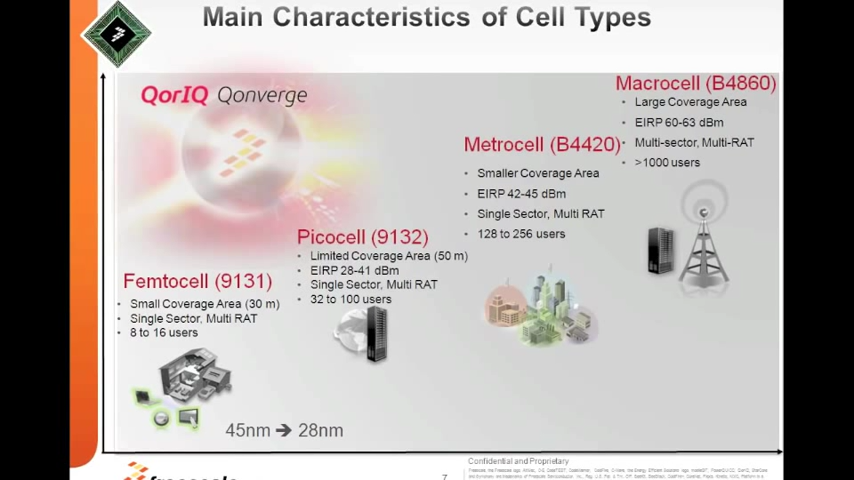 Main Characteristics of Cell Types
QorIQ Qonverge
Macrocell (B4860)
• Large Coverage Area
• EIRP 60-63 dBm
• Multi-sector, Multi-RAT
• >1000 users
Metrocell (B4420)
• Smaller Coverage Area
• EIRP 42-45 dBm
• Single Sector, Multi RAT
• 128 to 256 users
Picocell (9132)
• Limited Coverage Area (50 m)
• EIRP 28-41 dBm
• Single Sector, Multi RAT
• 32 to 100 users
Femtocell (9131)
• Small Coverage Area (30 m)
• Single Sector, Multi RAT
• 8 to 16 users
45nm → 28nm
Confidential and Proprietary
freescale
7